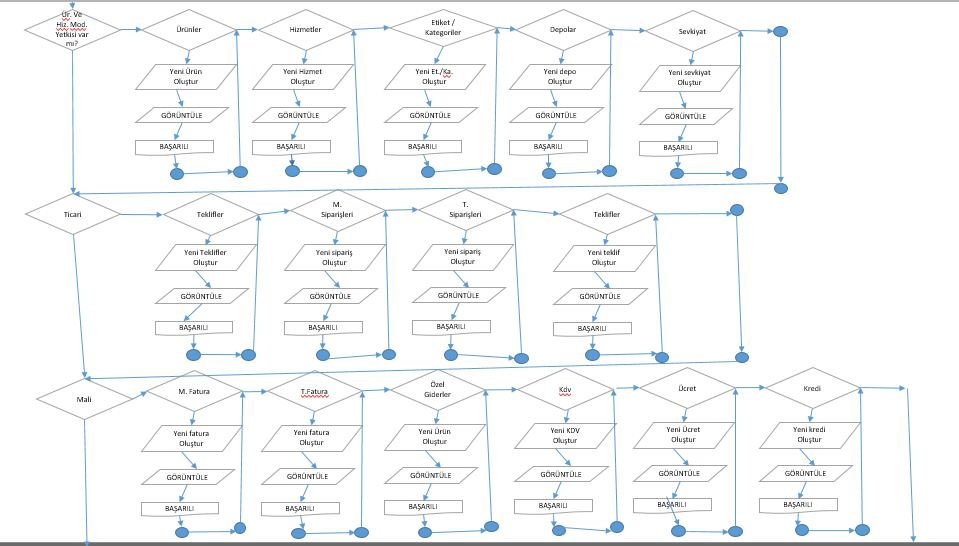 Ür. Ve
Hiz. Mod.
Yetkisi var
mı?
Ürünler
Hizmetler
Etiket /
Kategoriler
Depolar
Sevkiyat
Yeni Ürün
Oluştur
Yeni Hizmet
Oluştur
Yeni Et./Ka.
Oluştur
Yeni depo
Oluştur
Yeni sevkiyat
Oluştur
GÖRÜNTÜLE
GÖRÜNTÜLE
GÖRÜNTÜLE
GÖRÜNTÜLE
GÖRÜNTÜLE
BAŞARILI
BAŞARILI
BAŞARILI
BAŞARILI
BAŞARILI
Ticari
Teklifler
M.
Siparişleri
T.
Siparişleri
Teklifler
Yeni Teklifler
Oluştur
Yeni sipariş
Oluştur
Yeni sipariş
Oluştur
Yeni teklif
Oluştur
GÖRÜNTÜLE
GÖRÜNTÜLE
GÖRÜNTÜLE
GÖRÜNTÜLE
BAŞARILI
BAŞARILI
BAŞARILI
BAŞARILI
Mali
M. Fatura
T.Fatura
Özel
Giderler
Kdv
Ücret
Kredi
Yeni fatura
Oluştur
Yeni fatura
Oluştur
Yeni Ürün
Oluştur
Yeni KDV
Oluştur
Yeni Ücret
Oluştur
Yeni kredi
Oluştur
GÖRÜNTÜLE
GÖRÜNTÜLE
GÖRÜNTÜLE
GÖRÜNTÜLE
GÖRÜNTÜLE
GÖRÜNTÜLE
BAŞARILI
BAŞARILI
BAŞARILI
BAŞARILI
BAŞARILI
BAŞARILI